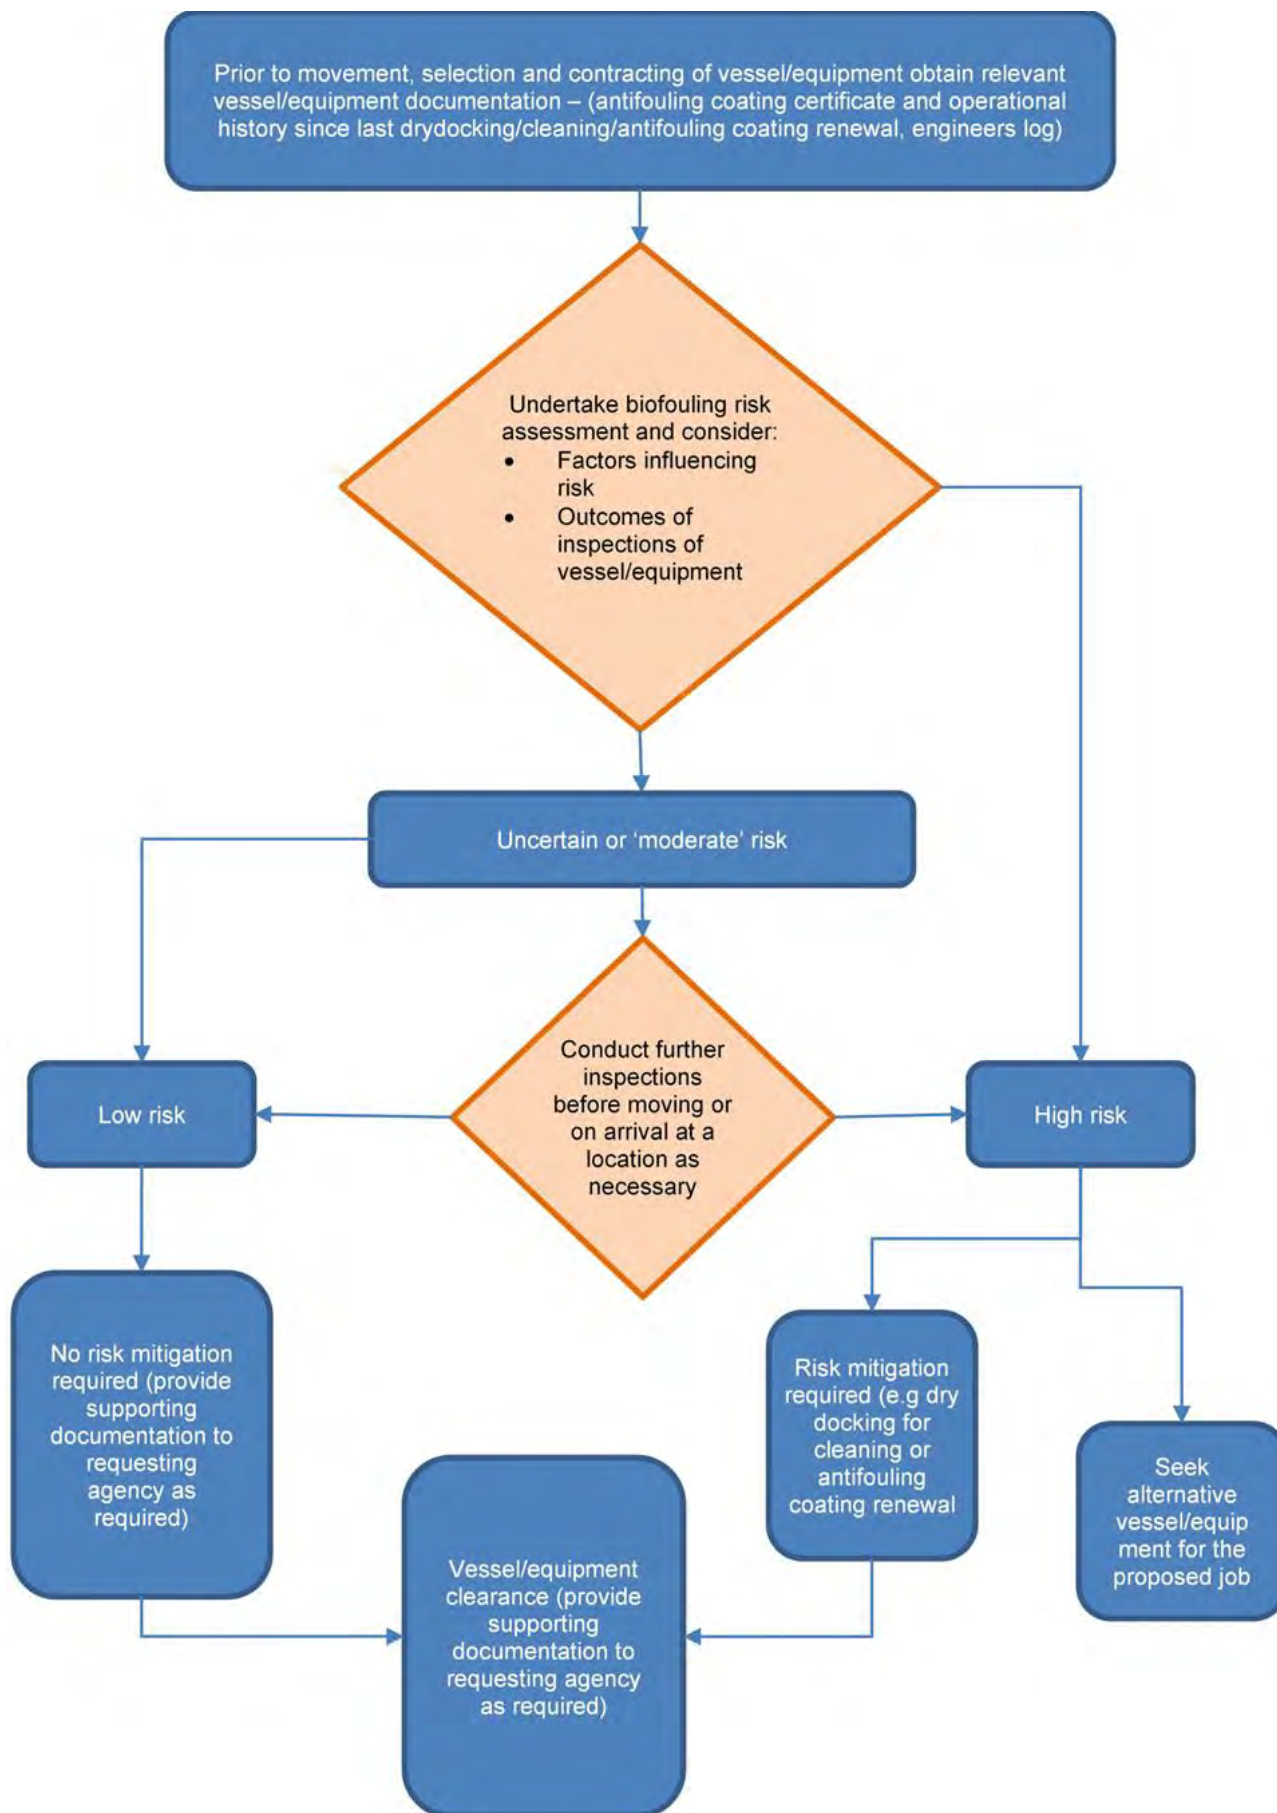 Prior to movement, selection and contracting of vessel/equipment obtain relevant
vessel/equipment documentation – (antifouling coating certificate and operational
history since last drydocking/cleaning/antifouling coating renewal, engineers log)
Undertake biofouling risk
assessment and consider:
• Factors influencing
risk
• Outcomes of
inspections of
vessel/equipment
Uncertain or ‘moderate’ risk
Conduct further
inspections
before moving or
on arrival at a
location as
necessary
Low risk
High risk
No risk mitigation
required (provide
supporting
documentation to
requesting
agency as
required)
Risk mitigation
required (e.g dry
docking for
cleaning or
antifouling
coating renewal
Seek
alternative
vessel/equip
ment for the
proposed job
Vessel/equipment
clearance (provide
supporting
documentation to
requesting agency
as required)